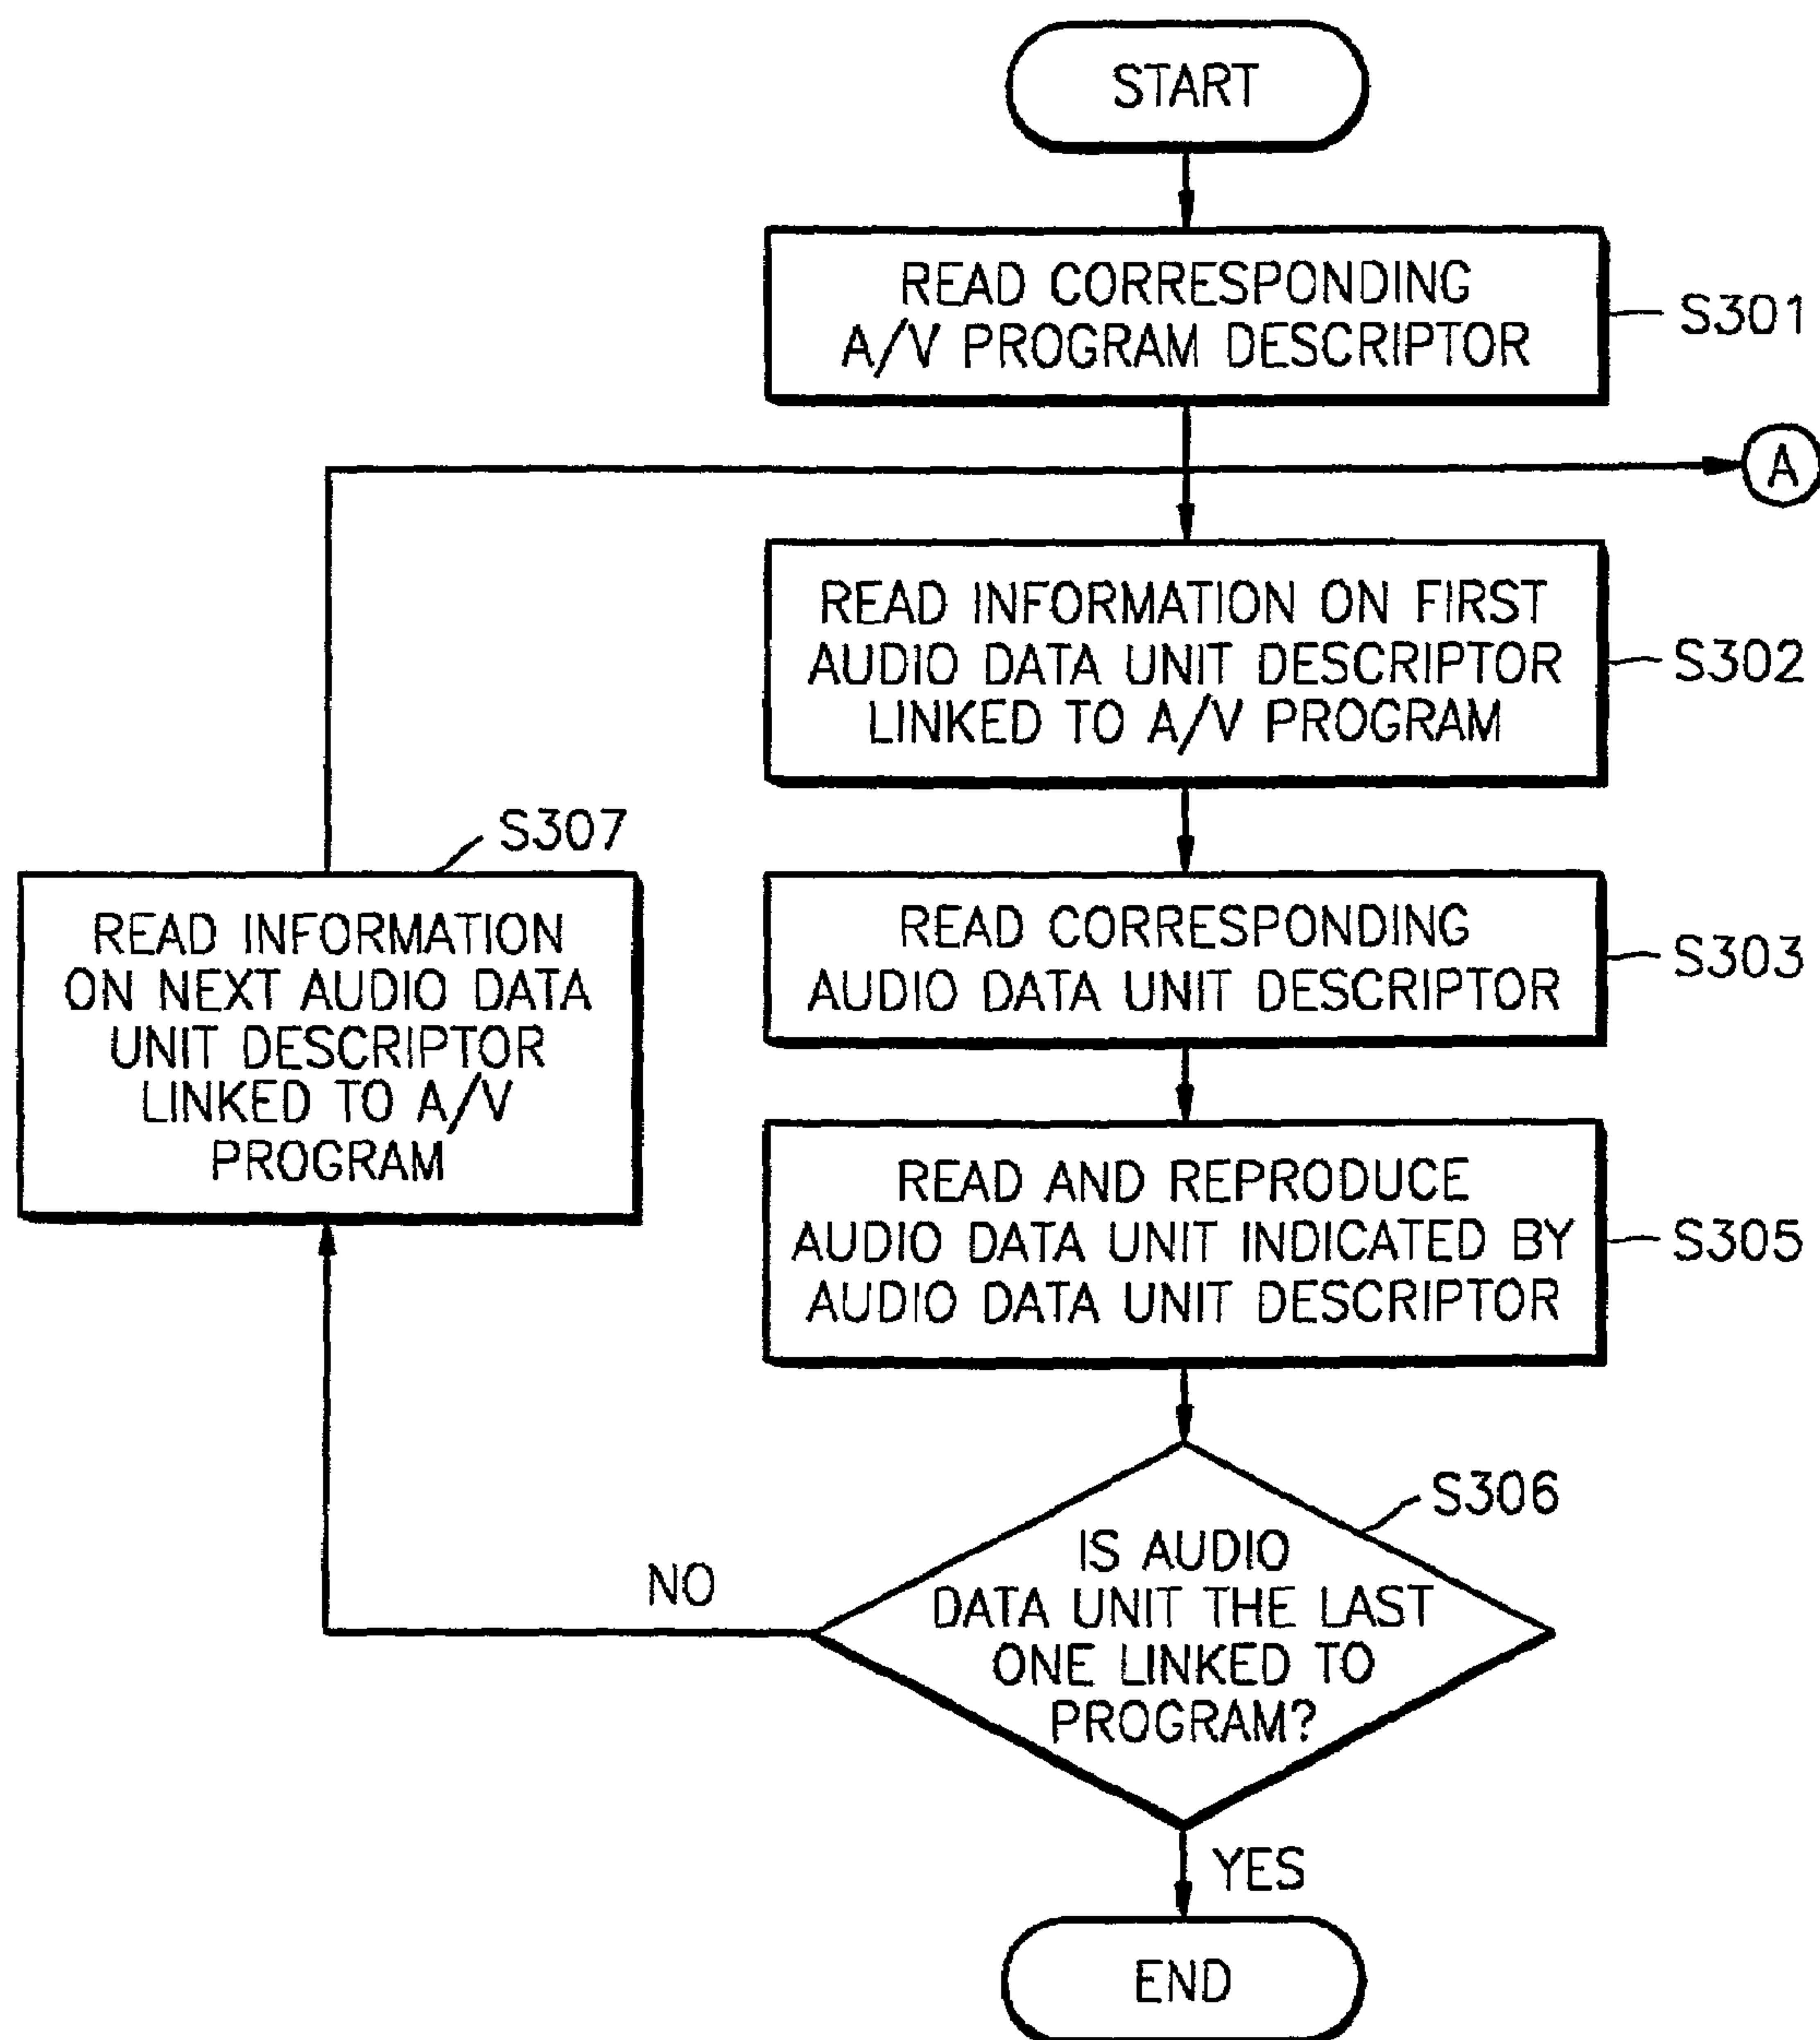 START
READ CORRESPONDING
A/V PROGRAM DESCRIPTOR
S301
A
READ INFORMATION ON FIRST
AUDIO DATA UNIT DESCRIPTOR
LINKED TO A/V PROGRAM
S302
S307
READ INFORMATION
ON NEXT AUDIO DATA
UNIT DESCRIPTOR
LINKED TO A/V
PROGRAM
READ CORRESPONDING
AUDIO DATA UNIT DESCRIPTOR
S303
READ AND REPRODUCE
AUDIO DATA UNIT INDICATED BY
AUDIO DATA UNIT DESCRIPTOR
S305
S306
IS AUDIO
DATA UNIT THE LAST
ONE LINKED TO
PROGRAM?
NO
YES
END